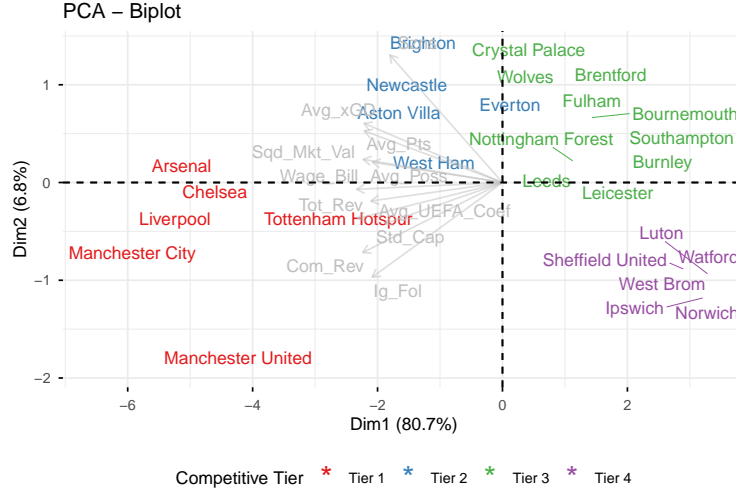 PCA – Biplot
Brighton
Crystal Palace
Wolves
Brentford
Newcastle
Avg_xGD
Aston Villa
Everton
Fulham
Bournemouth
Avg_Pts
Nottingham Forest
Southampton
Sqd_Mkt_Val
West Ham
Burnley
Arsenal
Wage_Bill
Avg_Poss
Leeds
Chelsea
Leicester
Tot_Rev
Avg_UEFA_Coef
Liverpool
Tottenham Hotspur
Std_Cap
Luton
Manchester City
Com_Rev
Sheffield United
Watford
Ig_Fol
West Brom
Ipswich
Norwich
Manchester United
1
0
−1
−2
Dim2 (6.8%)
−6
−4
−2
0
2
Dim1 (80.7%)
Competitive Tier
* Tier 1
* Tier 2
* Tier 3
* Tier 4